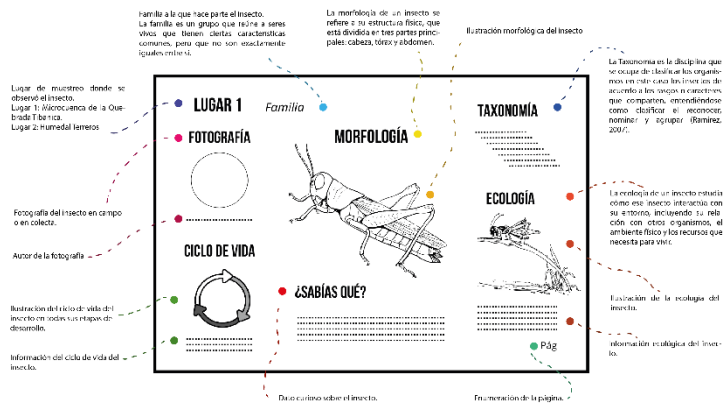 Familia a la que hace parte el insecto.
La familia es un grupo que reúne a seres
vivos que tienen ciertas características
comunes, pero que no son exactamente
iguales entre si.
La morfología de un insecto se
refiere a su estructura física, que
está dividida en tres partes princi-
pales: cabeza, tórax y abdomen.
Ilustración morfológica del insecto
La Taxonomía es la disciplina que
se ocupa de clasificar los organis-
mos en este caso los insectos de
acuerdo a los rasgos o caracteres
que comparten, entendiéndose
como clasificar el reconocer,
nominar y agrupar (Ramírez,
2007).
Lugar de muestreo donde se
observó el insecto.
Lugar 1: Microcuenca de la Que-
brada Tibanica.
Lugar 2: Humedal Terreros
LUGAR 1
Familia
TAXONOMÍA
FOTOGRAFÍA
MORFOLOGÍA
ECOLOGÍA
La ecología de un insecto estudia
cómo ese insecto interactúa con
su entorno, incluyendo su rela-
ción con otros organismos, el
ambiente físico y los recursos que
necesita para vivir.
Fotografía del insecto en campo
o en colecta.
Autor de la fotografía
CICLO DE VIDA
¿SABÍAS QUÉ?
Ilustración del ciclo de vida del
insecto en todas sus etapas de
desarrollo.
Ilustración de la ecología del
insecto.
Información del ciclo de vida del
insecto.
Información ecológica del insec-
to.
Pág
Dato curioso sobre el insecto.
Enumeración de la página.